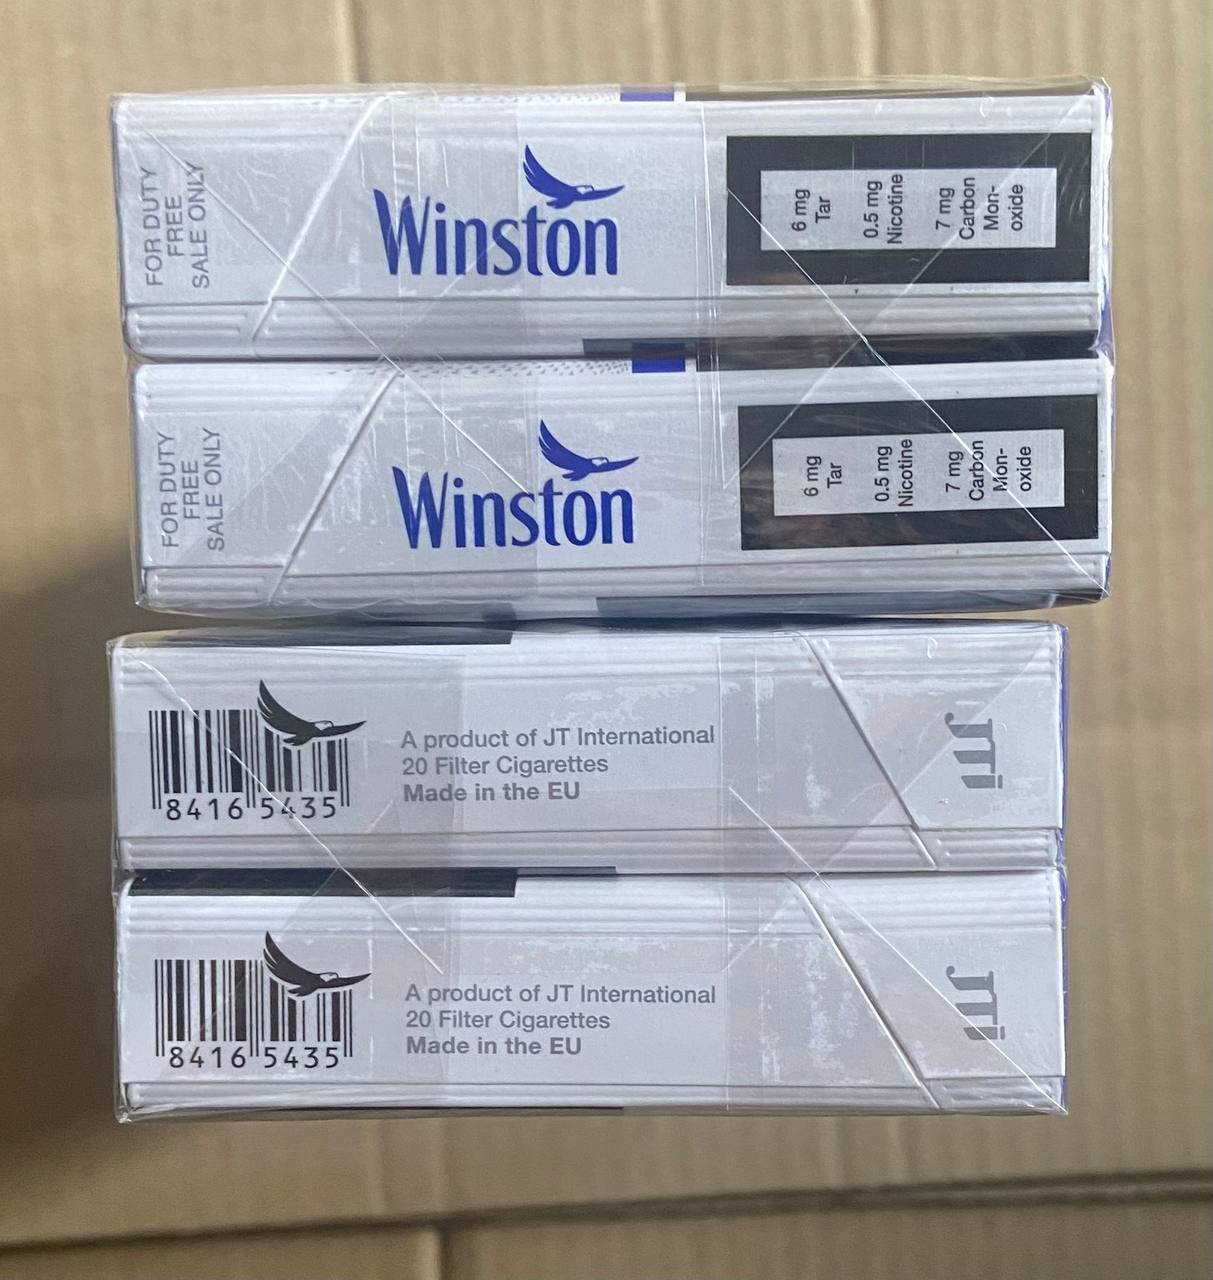 FOR DUTY
FREE
SALE ONLY
Winston
6 mg
Tar
0.5 mg
Nicotine
7 mg
Carbon
Mon-
oxide
FOR DUTY
FREE
SALE ONLY
Winston
6 mg
Tar
0.5 mg
Nicotine
7 mg
Carbon
Mon-
oxide
8416 5435
A product of JT International
20 Filter Cigarettes
Made in the EU
JTi
8416 5435
A product of JT International
20 Filter Cigarettes
Made in the EU
JTi